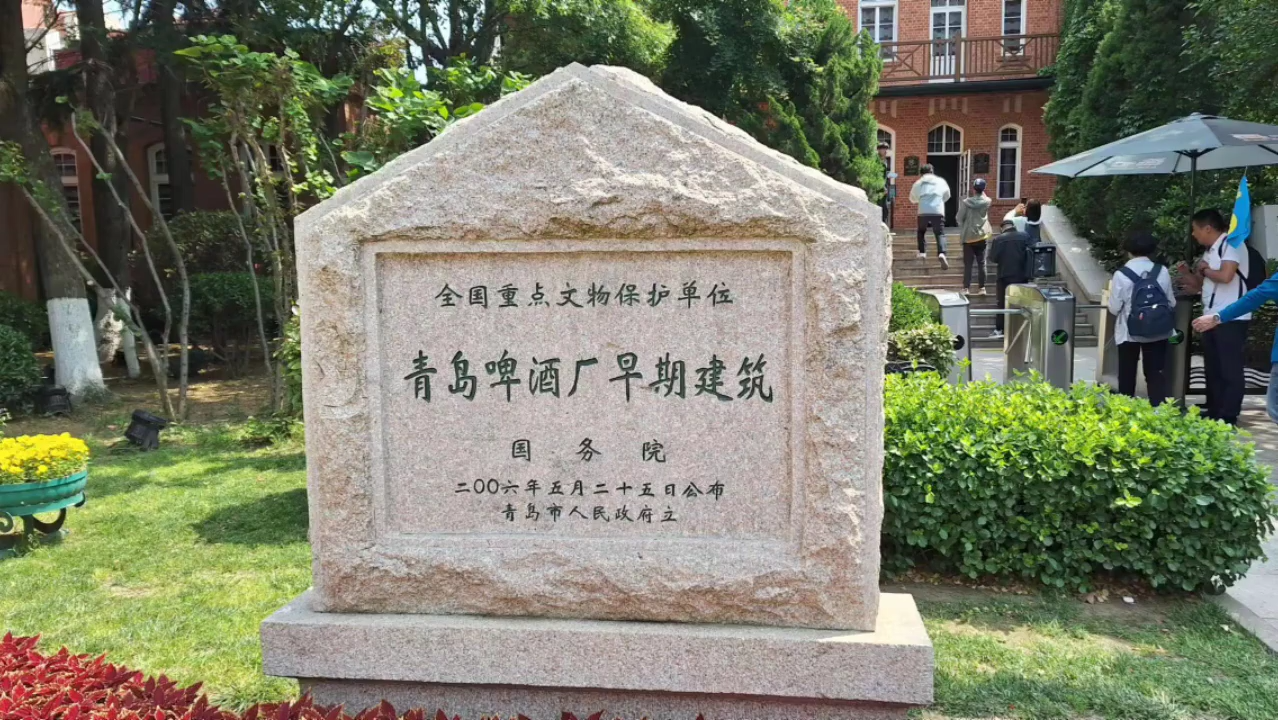 全国重点文物保护单位
青岛啤酒厂早期建筑
国务院
二〇〇六年五月二十五日公布
青岛市人民政府立